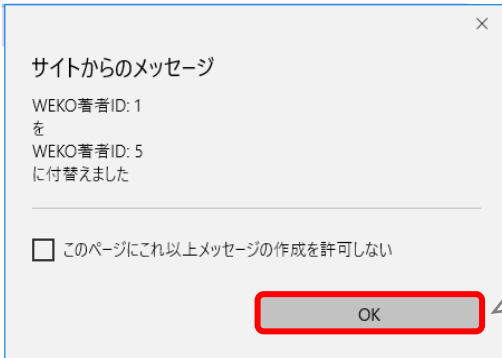 サイトからのメッセージ
WEKO著者ID: 1
を
WEKO著者ID: 5
に付替えました
このページにこれ以上メッセージの作成を許可しない
OK